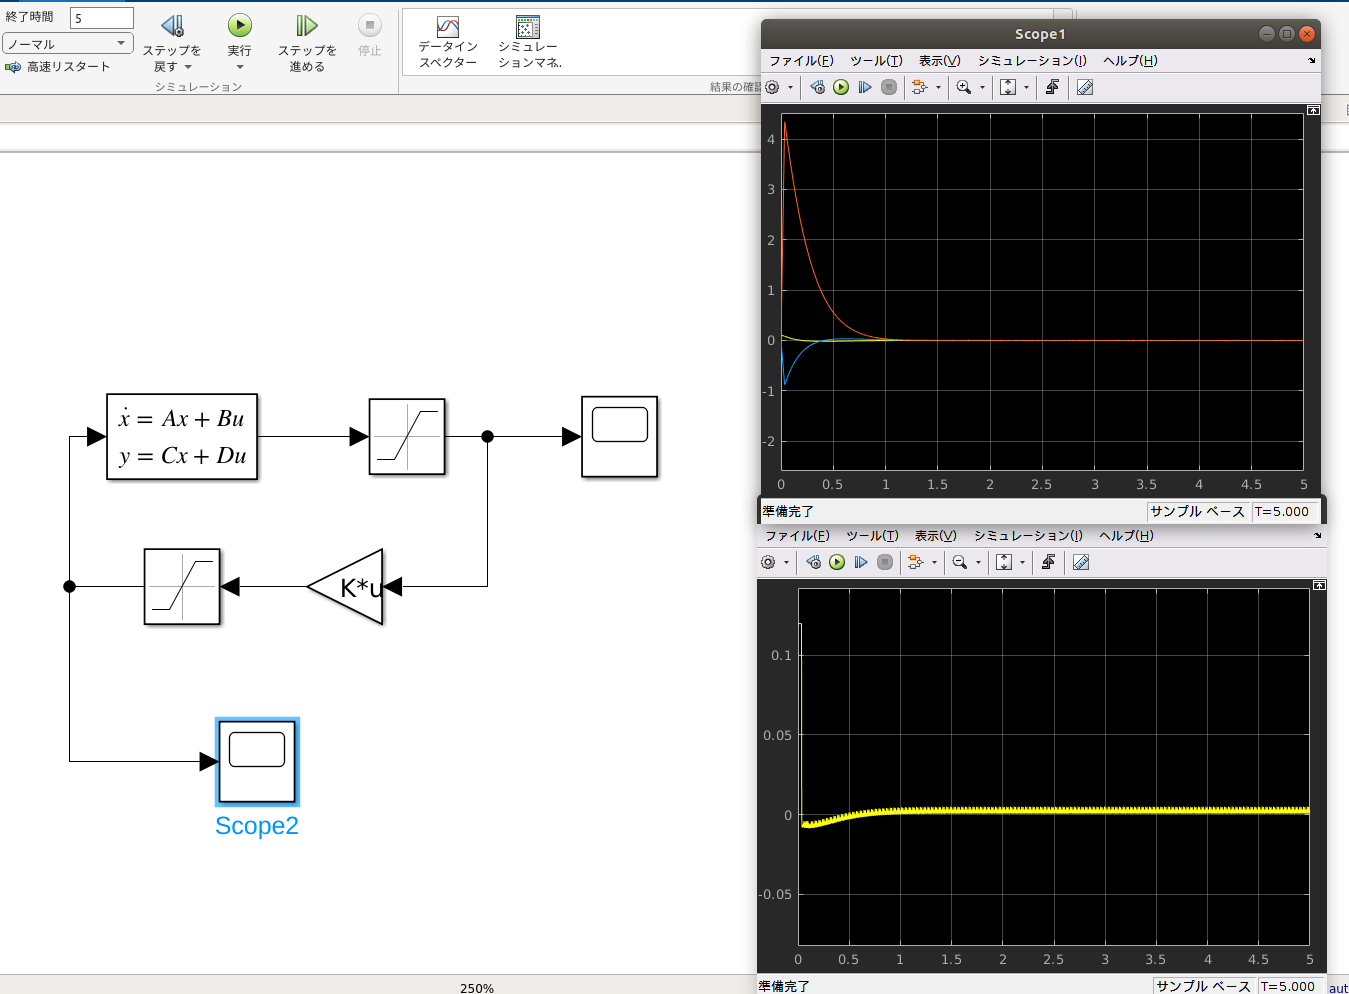 終了時間 5
ノーマル
高速リスタート
ステップを
戻す
実行
ステップを
進める
停止
シミュレーション
データイン
スペクター
シミュレー
ションマネ.
結果の確認
Scope1
ファイル(F) ツール(T) 表示(V) シミュレーション(I) ヘルプ(H)
4
3
2
1
0
-1
-2
0 0.5 1 1.5 2 2.5 3 3.5 4 4.5 5
準備完了 サンプル ベース T=5.000
ファイル(F) ツール(T) 表示(V) シミュレーション(I) ヘルプ(H)
0.1
0.05
0
-0.05
0 0.5 1 1.5 2 2.5 3 3.5 4 4.5 5
準備完了 サンプル ベース T=5.000
ẋ = Ax + Bu
y = Cx + Du
K*u
Scope2
250%
aut